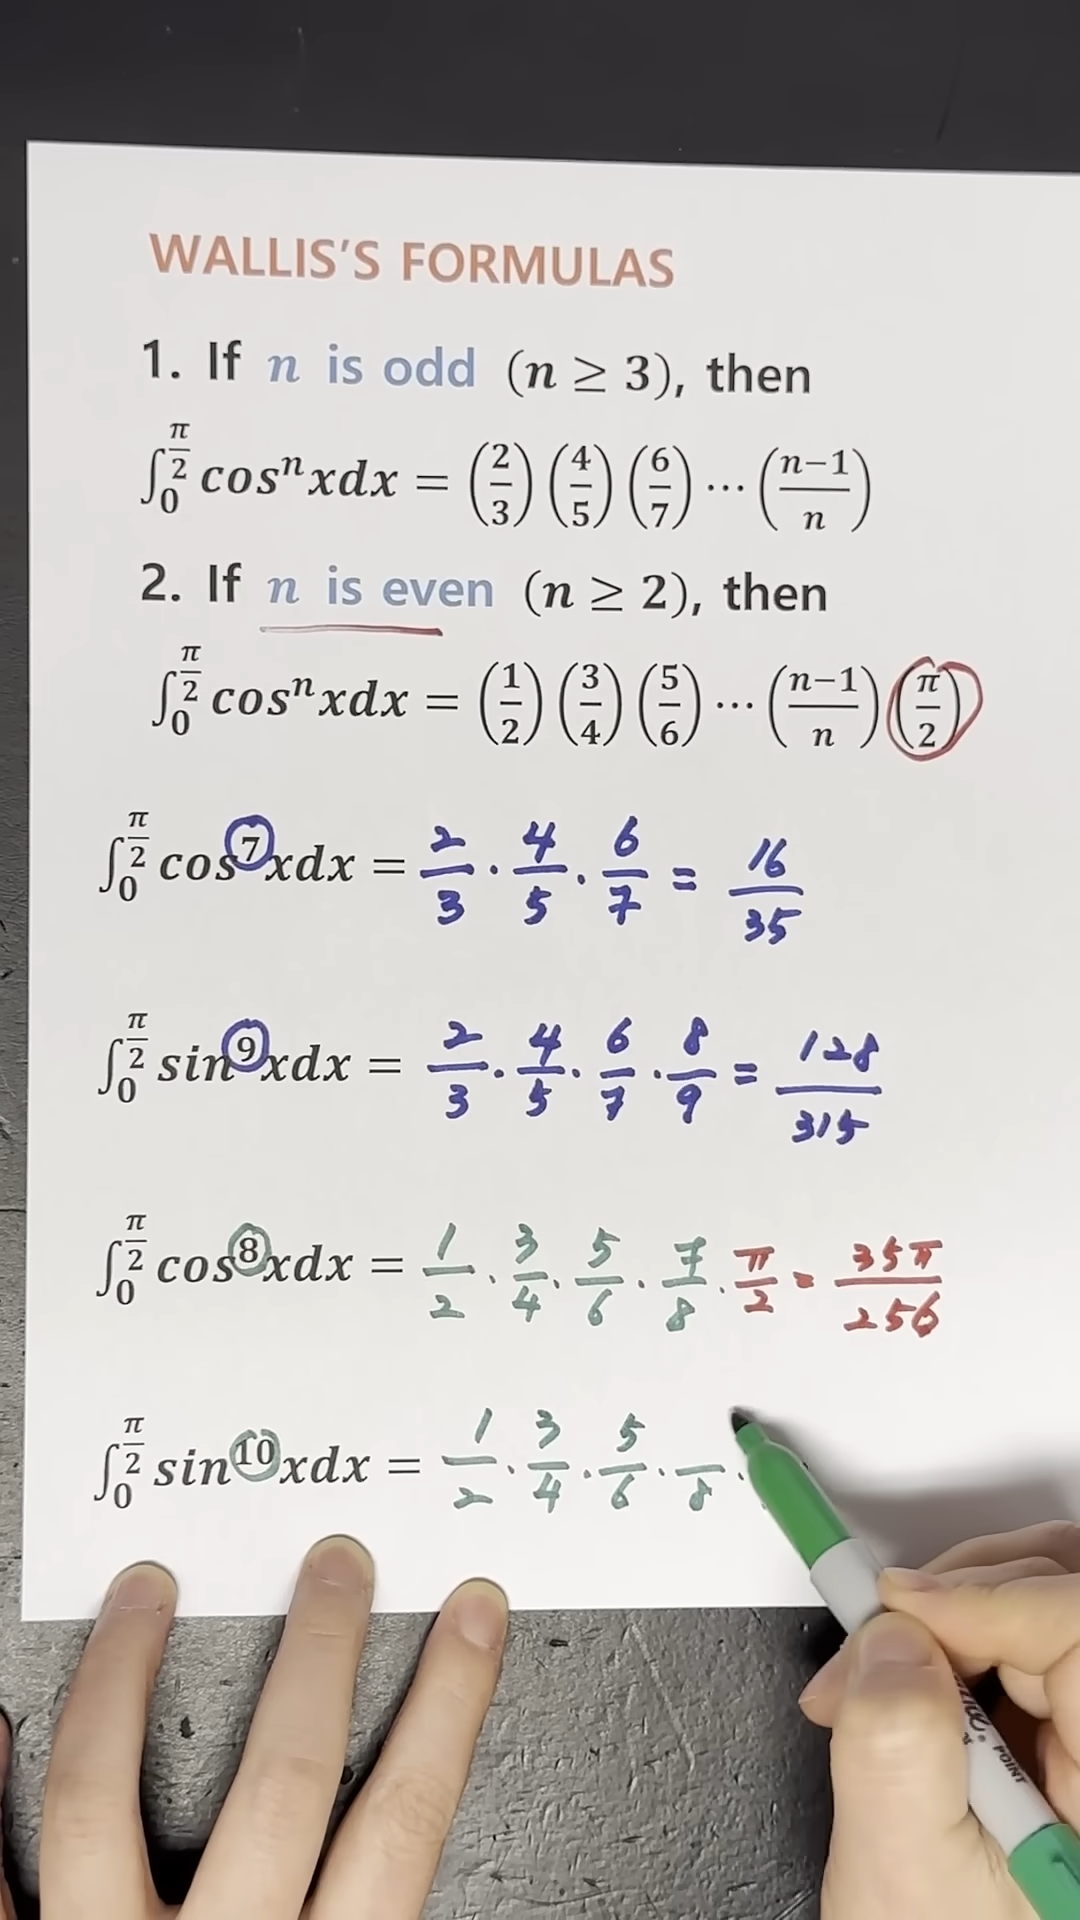 WALLIS'S FORMULAS
1. If n is odd (n ≥ 3), then
∫₀^(π/2) cosⁿxdx = (2/3)(4/5)(6/7)⋯((n−1)/n)
2. If n is even (n ≥ 2), then
∫₀^(π/2) cosⁿxdx = (1/2)(3/4)(5/6)⋯((n−1)/n)(π/2)
∫₀^(π/2) cos⁷xdx = 2/3 · 4/5 · 6/7 = 16/35
∫₀^(π/2) sin⁹xdx = 2/3 · 4/5 · 6/7 · 8/9 = 128/315
∫₀^(π/2) cos⁸xdx = 1/2 · 3/4 · 5/6 · 7/8 · π/2 = 35π/256
∫₀^(π/2) sin¹⁰xdx = 1/2 · 3/4 · 5/6 · /8 ·
POINT